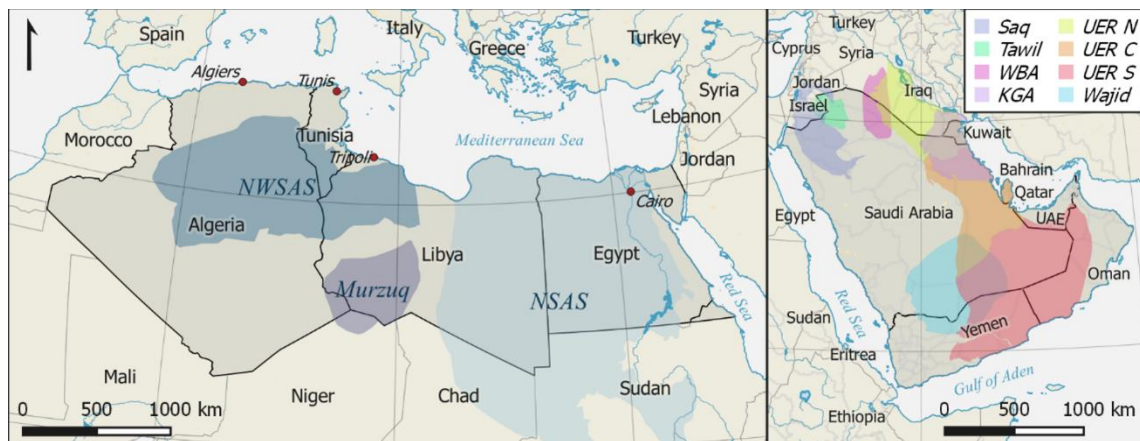 Spain
Italy
Greece
Turkey
Algiers
Tunis
Syria
Morocco
Tunisia
Mediterranean Sea
Lebanon
Tripoli
Jordan
NWSAS
Cairo
Algeria
Libya
Egypt
Murzuq
NSAS
Red Sea
Mali
Niger
Chad
Sudan
0 500 1000 km
Turkey
Cyprus
Syria
Jordan
Iraq
Israel
Kuwait
Bahrain
Qatar
Egypt
Saudi Arabia
UAE
Oman
Red Sea
Sudan
Yemen
Eritrea
Gulf of Aden
Ethiopia
0 500 1000 km
Saq
Tawil
WBA
KGA
UER N
UER C
UER S
Wajid